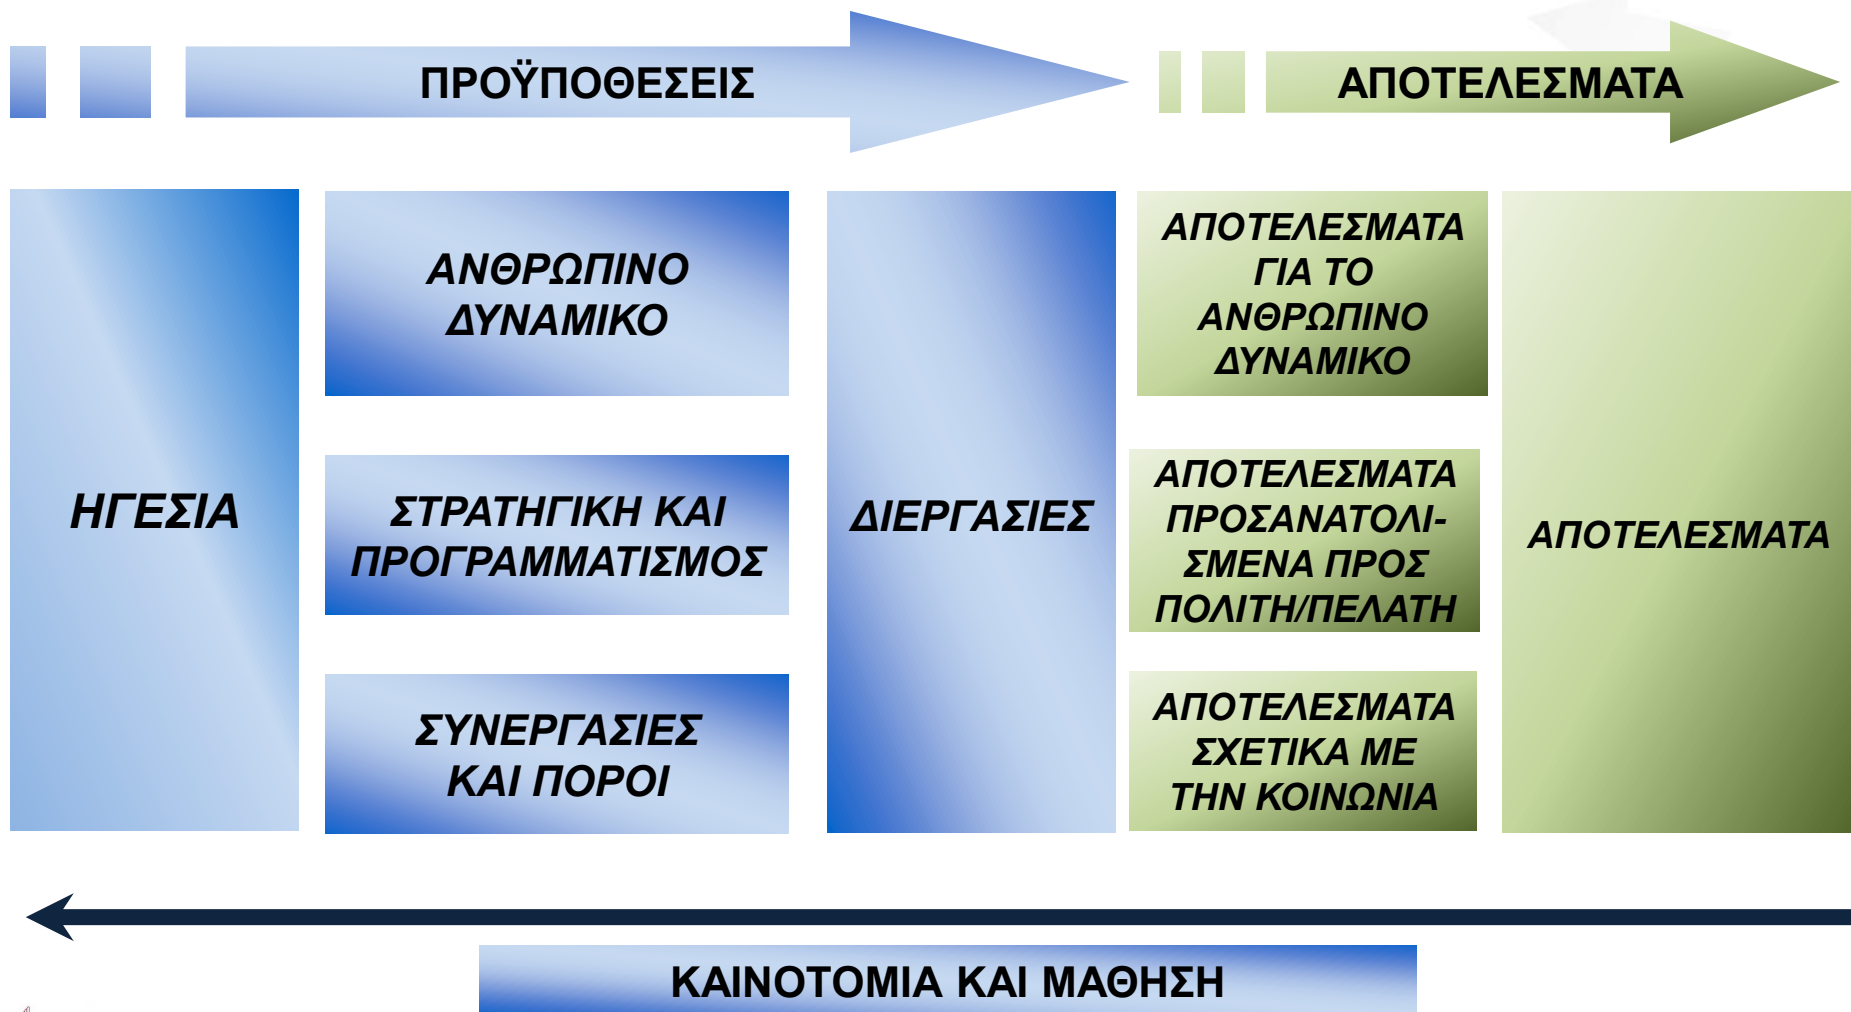 ΠΡΟΫΠΟΘΕΣΕΙΣ
ΑΠΟΤΕΛΕΣΜΑΤΑ
ΗΓΕΣΙΑ
ΑΝΘΡΩΠΙΝΟ
ΔΥΝΑΜΙΚΟ
ΣΤΡΑΤΗΓΙΚΗ ΚΑΙ
ΠΡΟΓΡΑΜΜΑΤΙΣΜΟΣ
ΣΥΝΕΡΓΑΣΙΕΣ
ΚΑΙ ΠΟΡΟΙ
ΔΙΕΡΓΑΣΙΕΣ
ΑΠΟΤΕΛΕΣΜΑΤΑ
ΓΙΑ ΤΟ
ΑΝΘΡΩΠΙΝΟ
ΔΥΝΑΜΙΚΟ
ΑΠΟΤΕΛΕΣΜΑΤΑ
ΠΡΟΣΑΝΑΤΟΛΙ-
ΣΜΕΝΑ ΠΡΟΣ
ΠΟΛΙΤΗ/ΠΕΛΑΤΗ
ΑΠΟΤΕΛΕΣΜΑΤΑ
ΣΧΕΤΙΚΑ ΜΕ
ΤΗΝ ΚΟΙΝΩΝΙΑ
ΑΠΟΤΕΛΕΣΜΑΤΑ
ΚΑΙΝΟΤΟΜΙΑ ΚΑΙ ΜΑΘΗΣΗ